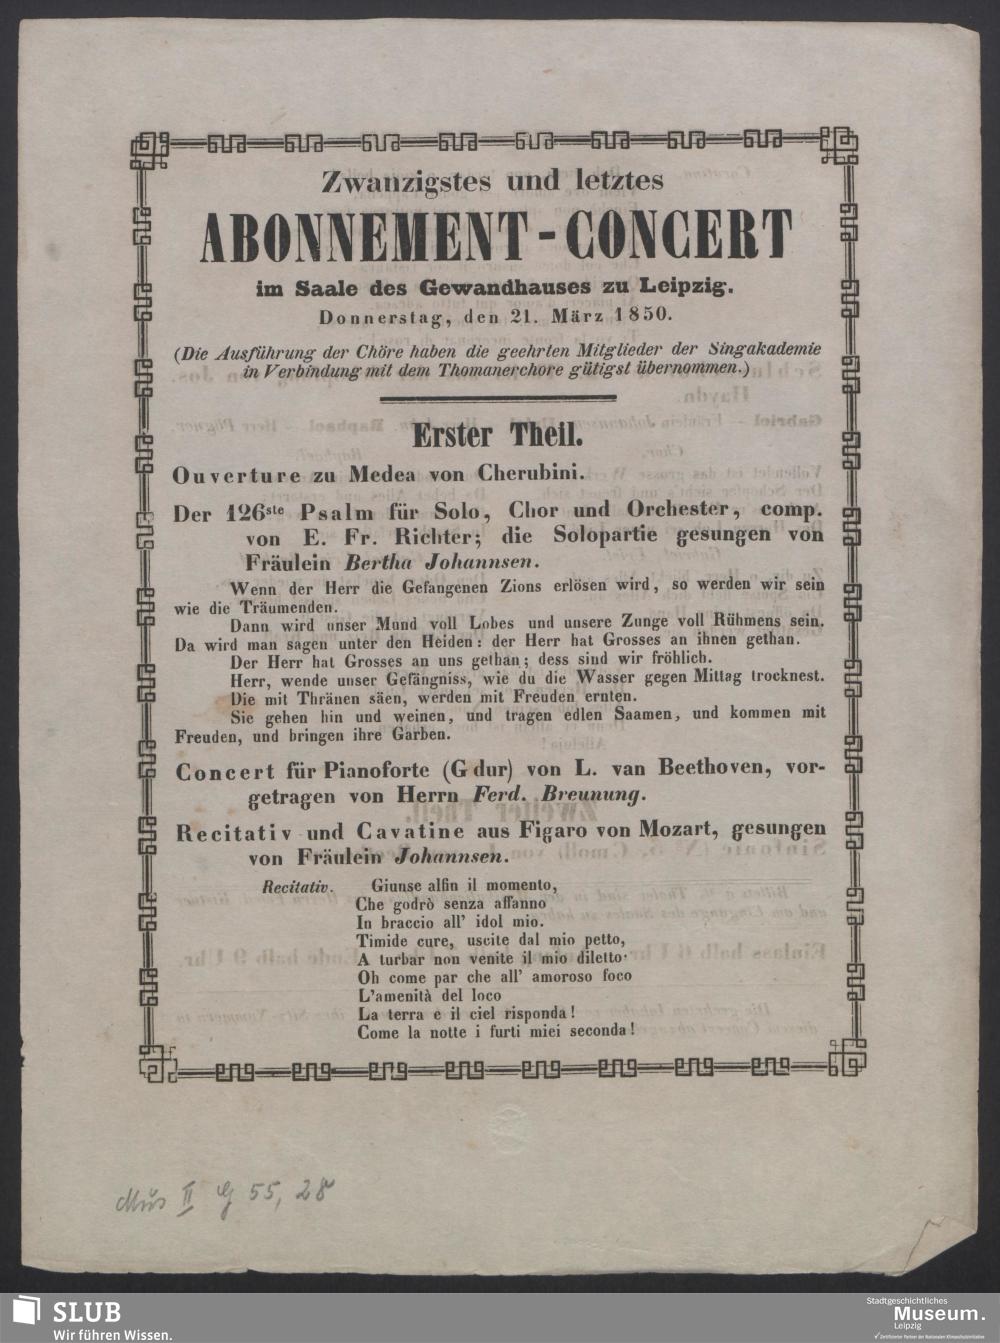 Zwanzigstes und letztes
ABONNEMENT-CONCERT
im Saale des Gewandhauses zu Leipzig.
Donnerstag, den 21. März 1850.
(Die Ausführung der Chöre haben die geehrten Mitglieder der Singakademie
in Verbindung mit dem Thomanerchore gütigst übernommen.)
Erster Theil.
Ouverture zu Medea von Cherubini.
Der 126ste Psalm für Solo, Chor und Orchester, comp.
von E. Fr. Richter; die Solopartie gesungen von
Fräulein Bertha Johannsen.
Wenn der Herr die Gefangenen Zions erlösen wird, so werden wir sein
wie die Träumenden.
Dann wird unser Mund voll Lobes und unsere Zunge voll Rühmens sein.
Da wird man sagen unter den Heiden: der Herr hat Grosses an ihnen gethan.
Der Herr hat Grosses an uns gethan; dess sind wir fröhlich.
Herr, wende unser Gefängniss, wie du die Wasser gegen Mittag trocknest.
Die mit Thränen säen, werden mit Freuden ernten.
Sie gehen hin und weinen, und tragen edlen Saamen, und kommen mit
Freuden, und bringen ihre Garben.
Concert für Pianoforte (G dur) von L. van Beethoven, vor-
getragen von Herrn Ferd. Breunung.
Recitativ und Cavatine aus Figaro von Mozart, gesungen
von Fräulein Johannsen.
Recitativ. Giunse alfin il momento,
Che godrò senza affanno
In braccio all' idol mio.
Timide cure, uscite dal mio petto,
A turbar non venite il mio diletto.
Oh come par che all' amoroso foco
L'amenità del loco
La terra e il ciel risponda!
Come la notte i furti miei seconda!
Mus II G 55, 28
SLUB
Wir führen Wissen.
Stadtgeschichtliches
Museum.
Leipzig
✓ Zertifizierter Partner der Nationalen Klimaschutzinitiative